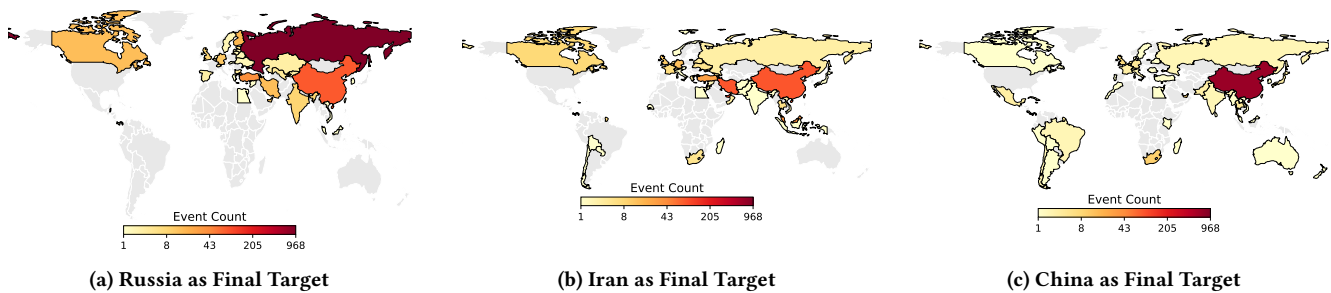 Event Count
1 8 43 205 968
(a) Russia as Final Target
Event Count
1 8 43 205 968
(b) Iran as Final Target
Event Count
1 8 43 205 968
(c) China as Final Target